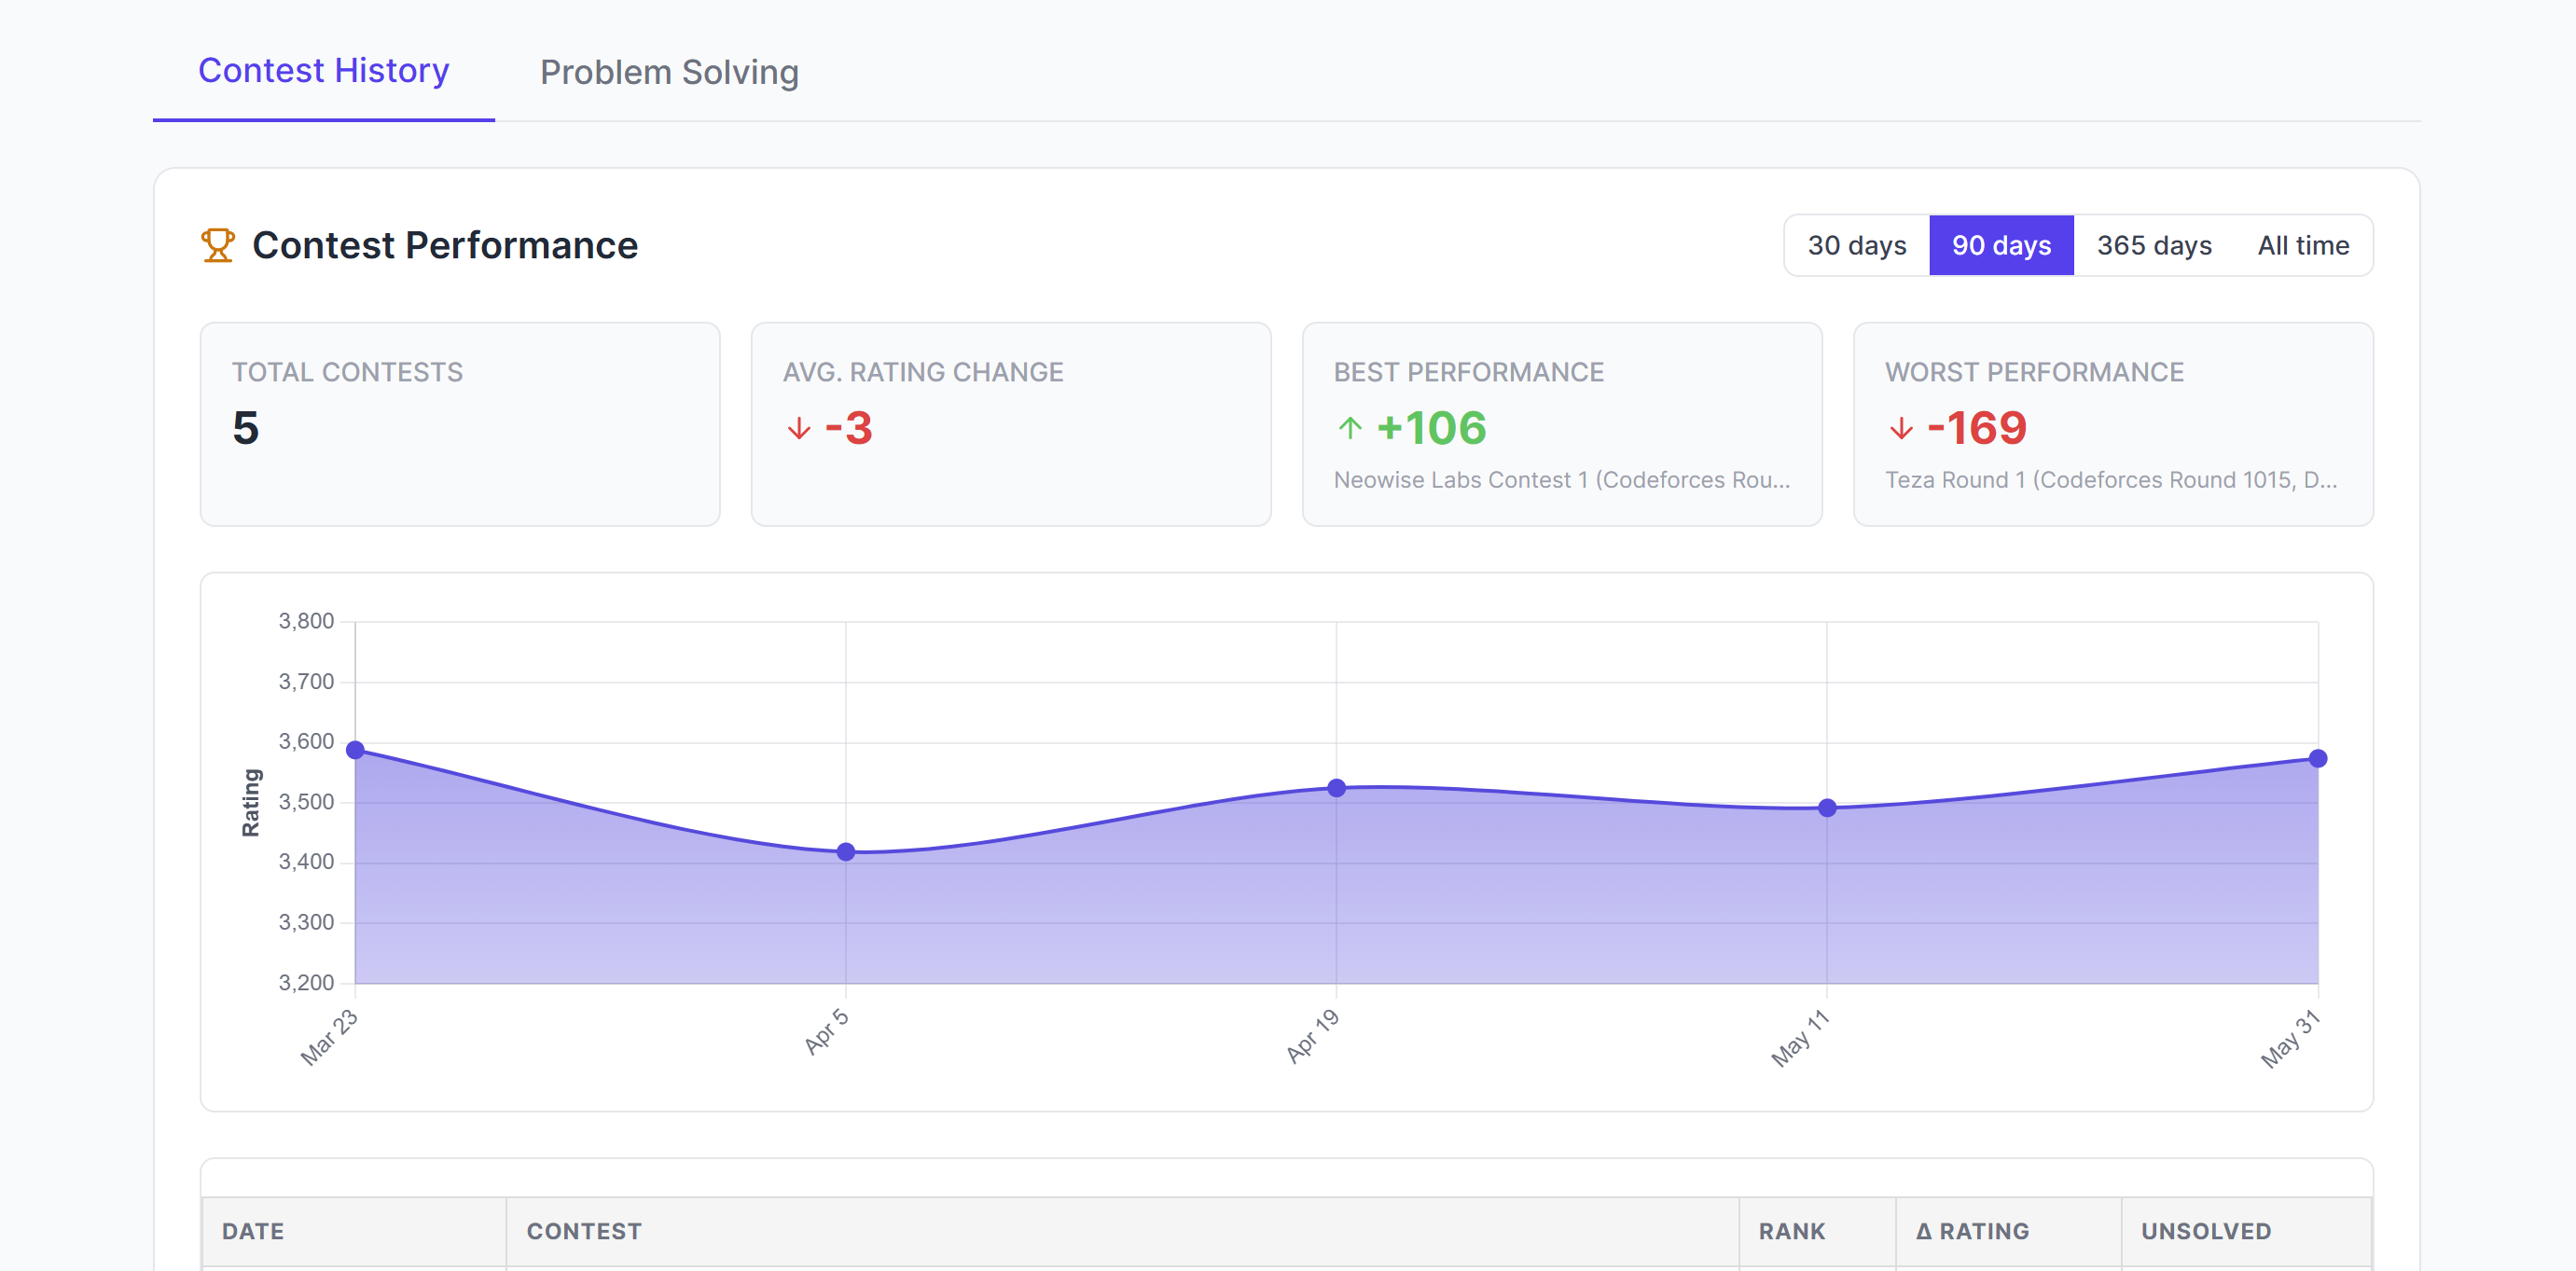 Contest History
Problem Solving
Contest Performance
30 days
90 days
365 days
All time
TOTAL CONTESTS
5
AVG. RATING CHANGE
↓ -3
BEST PERFORMANCE
↑ +106
Neowise Labs Contest 1 (Codeforces Rou...
WORST PERFORMANCE
↓ -169
Teza Round 1 (Codeforces Round 1015, D...
Rating
3,800
3,700
3,600
3,500
3,400
3,300
3,200
Mar 23
Apr 5
Apr 19
May 11
May 31
DATE
CONTEST
RANK
Δ RATING
UNSOLVED